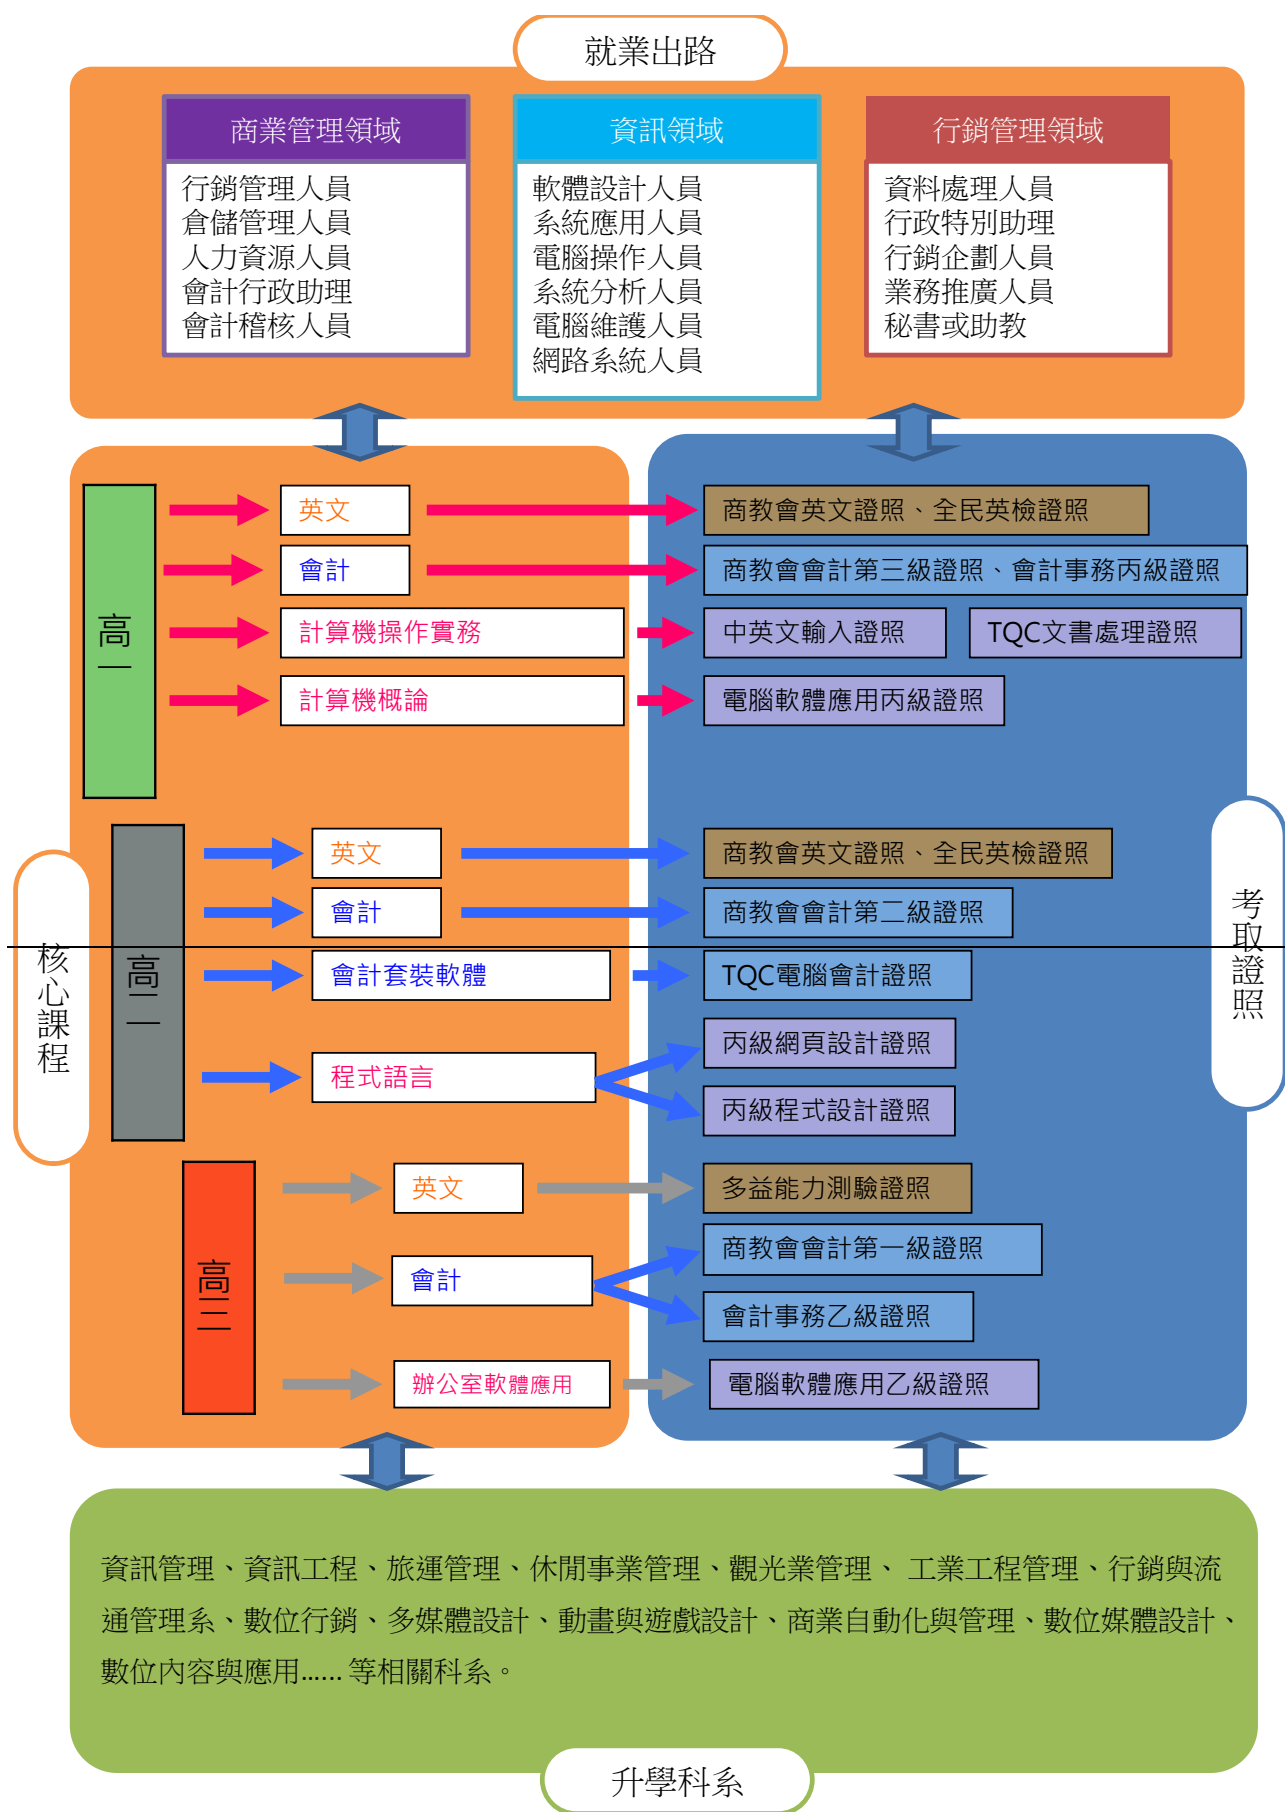 就業出路
商業管理領域
行銷管理人員
倉儲管理人員
人力資源人員
會計行政助理
會計稽核人員
資訊領域
軟體設計人員
系統應用人員
電腦操作人員
系統分析人員
電腦維護人員
網路系統人員
行銷管理領域
資料處理人員
行政特別助理
行銷企劃人員
業務推廣人員
秘書或助教
核心課程
考取證照
高一
英文
商教會英文證照、全民英檢證照
會計
商教會會計第三級證照、會計事務丙級證照
計算機操作實務
中英文輸入證照
TQC文書處理證照
計算機概論
電腦軟體應用丙級證照
高二
英文
商教會英文證照、全民英檢證照
會計
商教會會計第二級證照
會計套裝軟體
TQC電腦會計證照
程式語言
丙級網頁設計證照
丙級程式設計證照
高三
英文
多益能力測驗證照
會計
商教會會計第一級證照
會計事務乙級證照
辦公室軟體應用
電腦軟體應用乙級證照
資訊管理、資訊工程、旅運管理、休閒事業管理、觀光業管理、 工業工程管理、行銷與流
通管理系、數位行銷、多媒體設計、動畫與遊戲設計、商業自動化與管理、數位媒體設計、
數位內容與應用...... 等相關科系。
升學科系